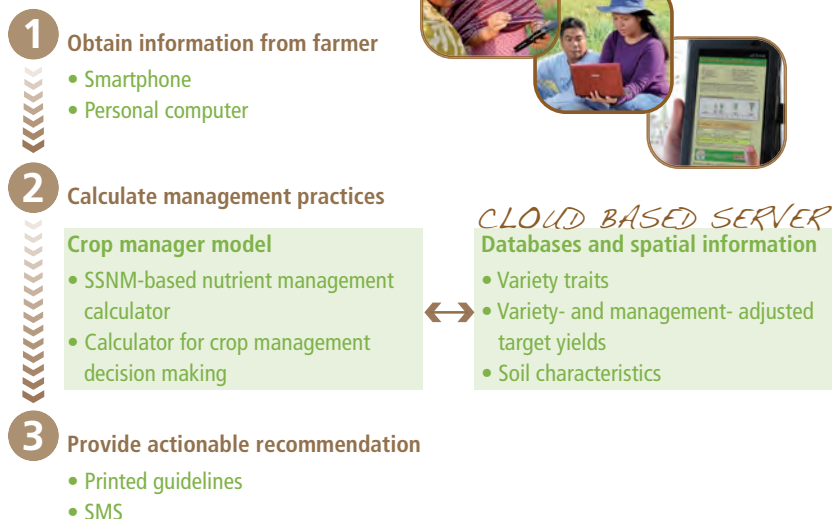 1
Obtain information from farmer
• Smartphone
• Personal computer
2
Calculate management practices
Crop manager model
• SSNM-based nutrient management
calculator
• Calculator for crop management
decision making
CLOUD BASED SERVER
Databases and spatial information
• Variety traits
• Variety- and management- adjusted
target yields
• Soil characteristics
3
Provide actionable recommendation
• Printed guidelines
• SMS